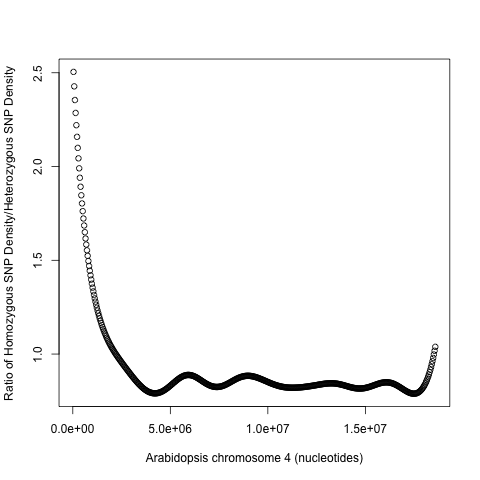 Ratio of Homozygous SNP Density/Heterozygous SNP Density
2.5
2.0
1.5
1.0
0.0e+00 5.0e+06 1.0e+07 1.5e+07
Arabidopsis chromosome 4 (nucleotides)